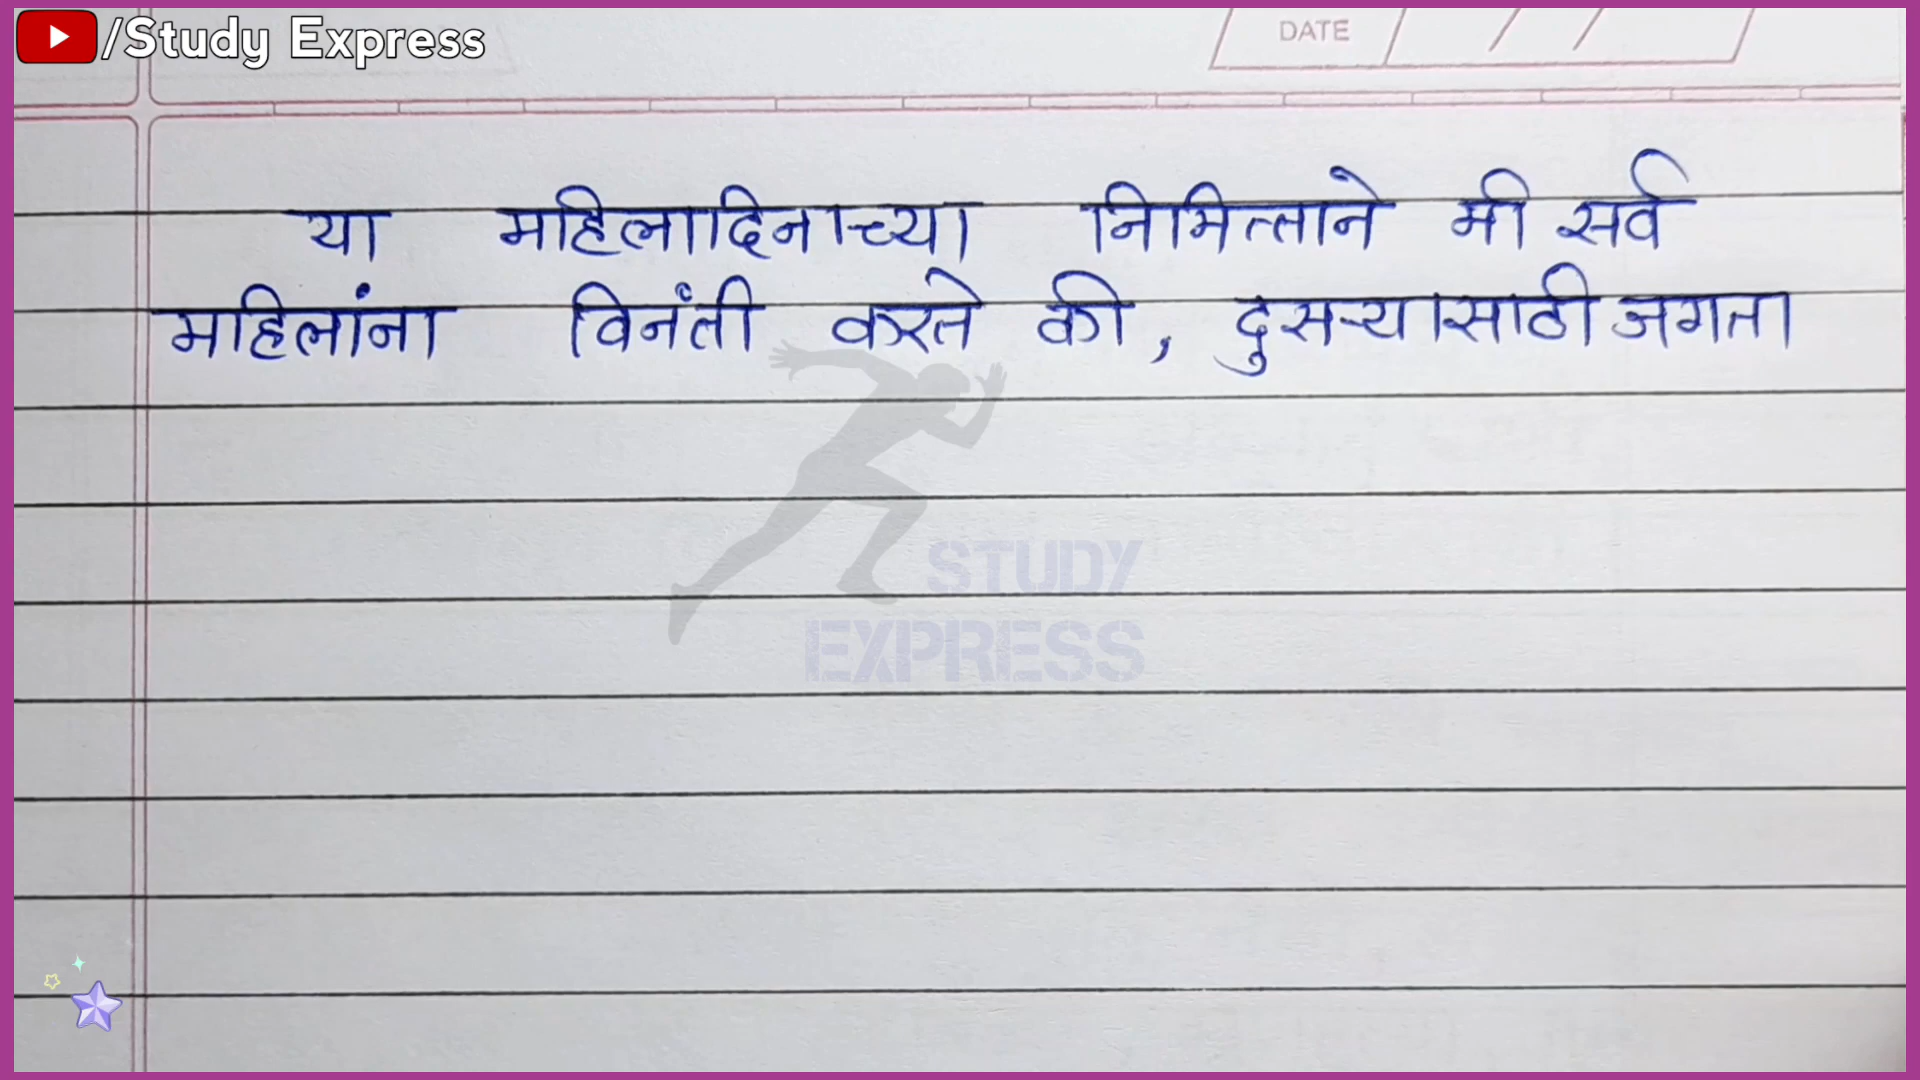 /Study Express
DATE
या महिलादिनाच्या निमित्ताने मी सर्व
महिलांना विनंती करते की, दुसऱ्यासाठी जगता
STUDY
EXPRESS